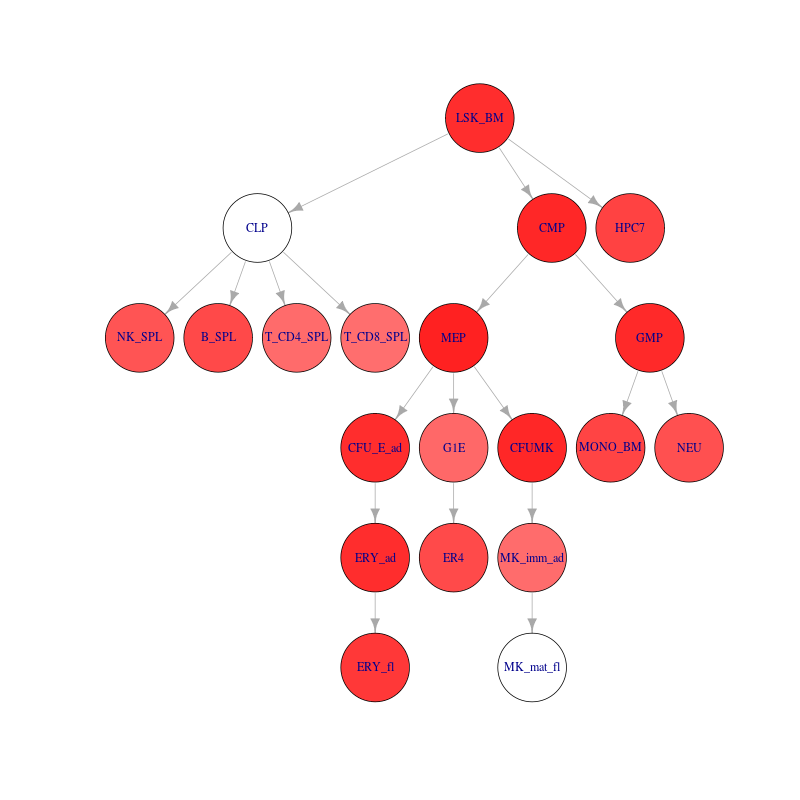 LSK_BM
CLP
CMP
HPC7
NK_SPL
B_SPL
T_CD4_SPL
T_CD8_SPL
MEP
GMP
CFU_E_ad
G1E
CFUMK
MONO_BM
NEU
ERY_ad
ER4
MK_imm_ad
ERY_fl
MK_mat_fl